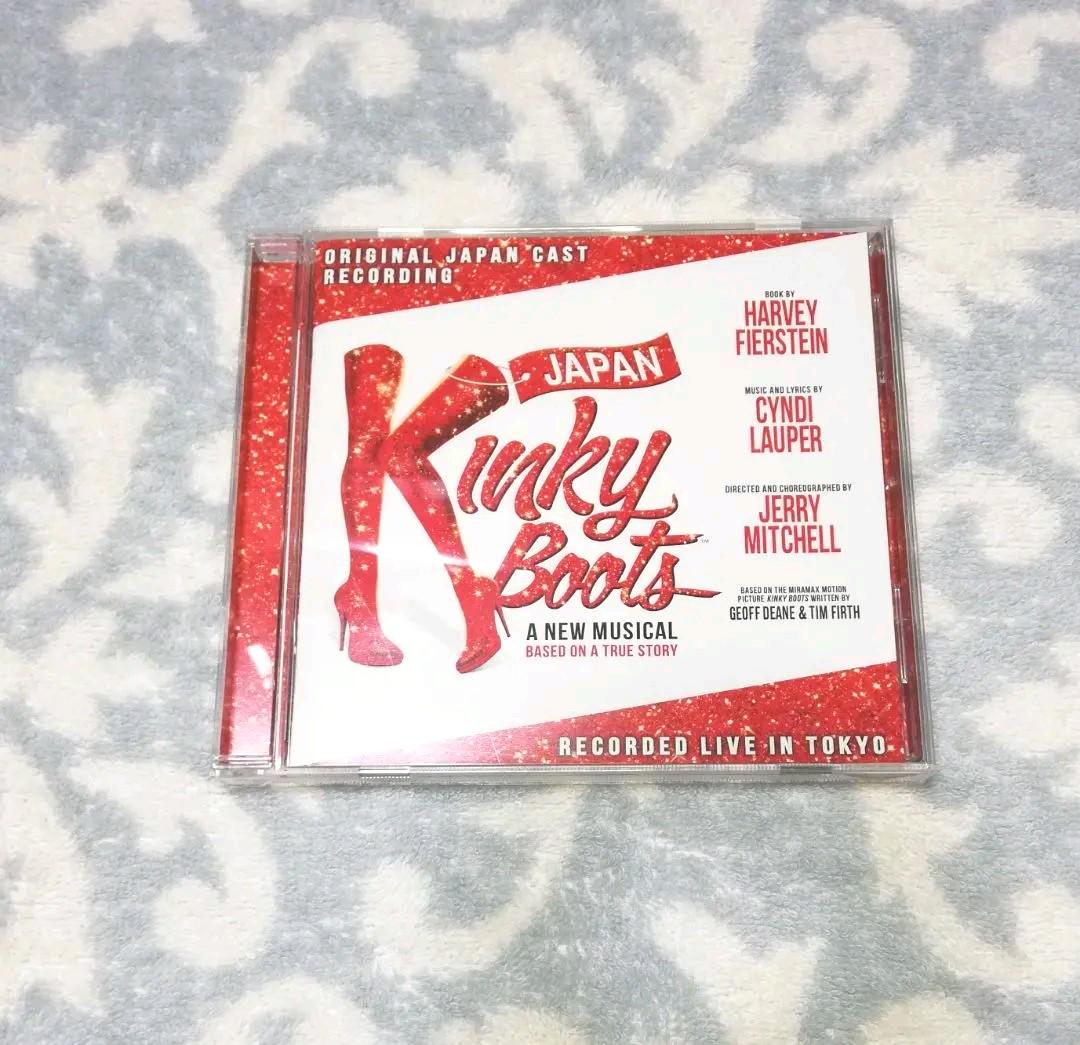 ORIGINAL JAPAN CAST
RECORDING
JAPAN
Kinky
Boots™
A NEW MUSICAL
BASED ON A TRUE STORY
BOOK BY
HARVEY
FIERSTEIN
MUSIC AND LYRICS BY
CYNDI
LAUPER
DIRECTED AND CHOREOGRAPHED BY
JERRY
MITCHELL
BASED ON THE MIRAMAX MOTION
PICTURE KINKY BOOTS WRITTEN BY
GEOFF DEANE & TIM FIRTH
RECORDED LIVE IN TOKYO